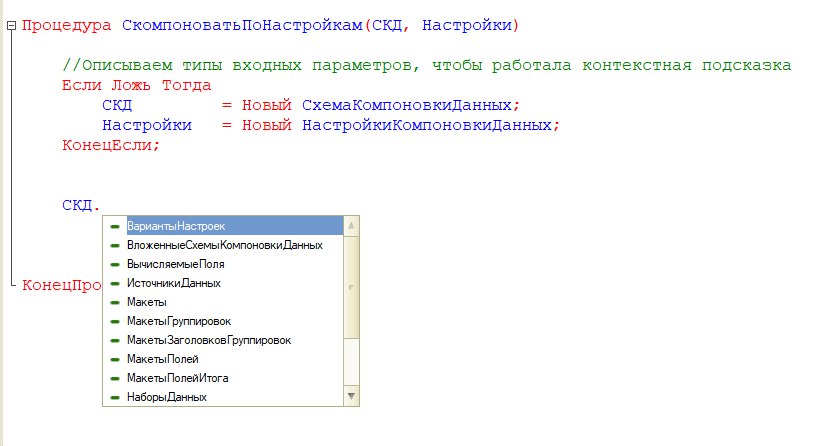 Процедура СкомпоноватьПоНастройкам(СКД, Настройки)
//Описываем типы входных параметров, чтобы работала контекстная подсказка
Если Ложь Тогда
СКД = Новый СхемаКомпоновкиДанных;
Настройки = Новый НастройкиКомпоновкиДанных;
КонецЕсли;
СКД.
ВариантыНастроек
ВложенныеСхемыКомпоновкиДанных
ВычисляемыеПоля
ИсточникиДанных
Макеты
МакетыГруппировок
МакетыЗаголовковГруппировок
МакетыПолей
МакетыПолейИтога
НаборыДанных
КонецПро